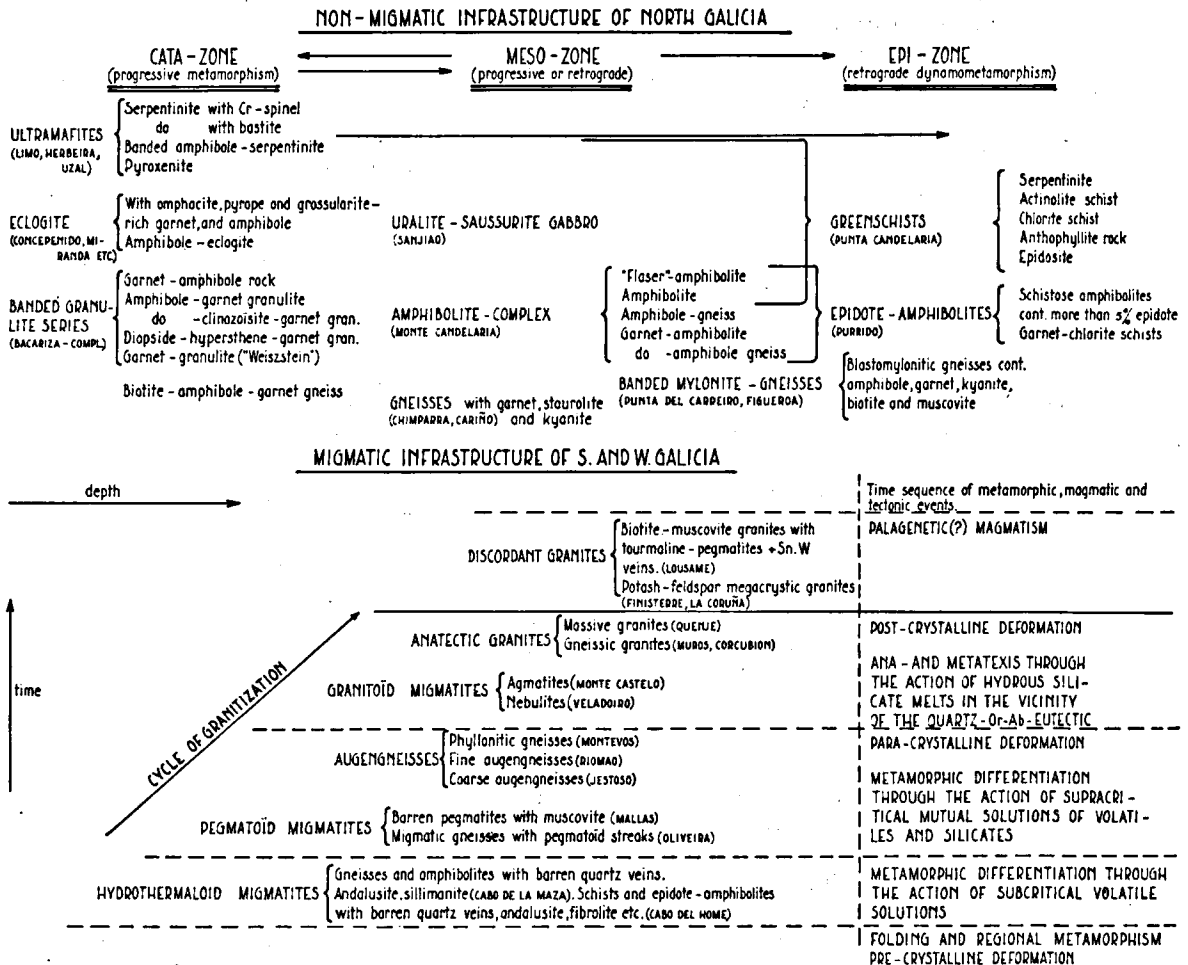 NON-MIGMATIC INFRASTRUCTURE OF NORTH GALICIA
CATA-ZONE
(progressive metamorphism)
MESO-ZONE
(progressive or retrograde)
EPI-ZONE
(retrograde dynamometamorphism)
ULTRAMAFITES
(LIMO, HERBEIRA,
UZAL)
Serpentinite with Cr-spinel
do with bastite
Banded amphibole-serpentinite
Pyroxenite
ECLOGITE
(CONCEPENIDO, MI-
RANDA ETC)
With omphacite, pyrope and grossularite-
rich garnet, and amphibole
Amphibole-eclogite
URALITE-SAUSSURITE GABBRO
(SANJIAO)
GREENSCHISTS
(PUNTA CANDELARIA)
Serpentinite
Actinolite schist
Chlorite schist
Anthophyllite rock
Epidosite
BANDED GRANU-
LITE SERIES
(BACARIZA-COMPL)
Garnet-amphibole rock
Amphibole-garnet granulite
do -clinozoisite-garnet gran.
Diopside-hypersthene-garnet gran.
Garnet-granulite ("Weiszstein")
Biotite-amphibole-garnet gneiss
AMPHIBOLITE-COMPLEX
(MONTE CANDELARIA)
"Flaser"-amphibolite
Amphibolite
Amphibole-gneiss
Garnet-amphibolite
do -amphibole gneiss
EPIDOTE-AMPHIBOLITES
(PURRIDO)
Schistose amphibolites
cont. more than 5% epidote
Garnet-chlorite schists
GNEISSES with garnet, staurolite
(CHIMPARRA, CARIÑO) and kyanite
BANDED MYLONITE-GNEISSES
(PUNTA DEL CARREIRO, FIGUEROA)
Blastomylonitic gneisses cont.
amphibole, garnet, kyanite,
biotite and muscovite
MIGMATIC INFRASTRUCTURE OF S. AND W. GALICIA
depth
time
CYCLE OF GRANITIZATION
Time sequence of metamorphic, magmatic and
tectonic events.
DISCORDANT GRANITES
Biotite-muscovite granites with
tourmaline-pegmatites + Sn. W
veins. (LOUSAME)
Potash-feldspar megacrystic granites
(FINISTERRE, LA CORUÑA)
PALAGENETIC(?) MAGMATISM
ANATECTIC GRANITES
Massive granites (QUENJE)
Gneissic granites (MUROS, CORCUBION)
POST-CRYSTALLINE DEFORMATION
GRANITOÏD MIGMATITES
Agmatites (MONTE CASTELO)
Nebulites (VELADOIRO)
ANA-AND METATEXIS THROUGH
THE ACTION OF HYDROUS SILI-
CATE MELTS IN THE VICINITY
OF THE QUARTZ-Or-Ab-EUTECTIC
AUGENGNEISSES
Phyllonitic gneisses (MONTEVOS)
Fine augengneisses (RIOMAO)
Coarse augengneisses (JESTOSO)
PARA-CRYSTALLINE DEFORMATION
PEGMATOÏD MIGMATITES
Barren pegmatites with muscovite (MALLAS)
Migmatic gneisses with pegmatoïd streaks (OLIVEIRA)
METAMORPHIC DIFFERENTIATION
THROUGH THE ACTION OF SUPRACRI-
TICAL MUTUAL SOLUTIONS OF VOLATI-
LES AND SILICATES
HYDROTHERMALOID MIGMATITES
Gneisses and amphibolites with barren quartz veins.
Andalusite, sillimanite (CABO DE LA MAZA). Schists and epidote-amphibolites
with barren quartz veins, andalusite, fibrolite etc. (CABO DEL HOME)
METAMORPHIC DIFFERENTIATION THROUGH
THE ACTION OF SUBCRITICAL VOLATILE
SOLUTIONS
FOLDING AND REGIONAL METAMORPHISM
PRE-CRYSTALLINE DEFORMATION